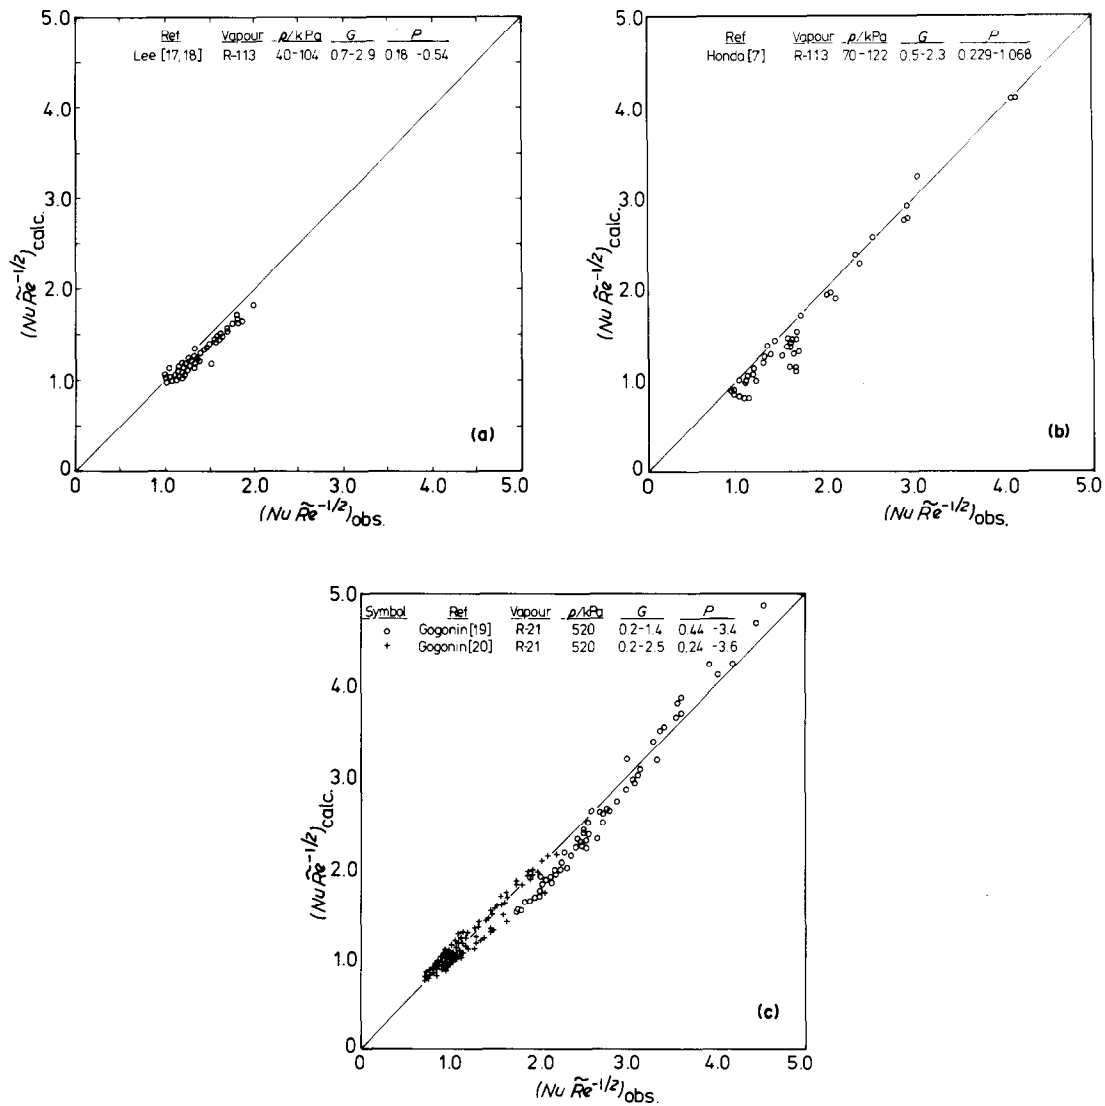 5.0
Ref Vapour p/kPa G P
Lee [17,18] R-113 40-104 0.7-2.9 0.18 -0.54
4.0
3.0
2.0
1.0
0
(Nu R̃e^-1/2)calc.
(a)
0 1.0 2.0 3.0 4.0 5.0
(Nu R̃e^-1/2)obs.
5.0
Ref Vapour p/kPa G P
Honda [7] R-113 70-122 0.5-2.3 0.229-1.068
4.0
3.0
2.0
1.0
0
(Nu R̃e^-1/2)calc.
(b)
0 1.0 2.0 3.0 4.0 5.0
(Nu R̃e^-1/2)obs.
5.0
Symbol Ref Vapour p/kPa G P
o Gogonin [19] R-21 520 0.2-1.4 0.44 -3.4
+ Gogonin [20] R-21 520 0.2-2.5 0.24 -3.6
4.0
3.0
2.0
1.0
0
(Nu R̃e^-1/2)calc.
(c)
0 1.0 2.0 3.0 4.0 5.0
(Nu R̃e^-1/2)obs.